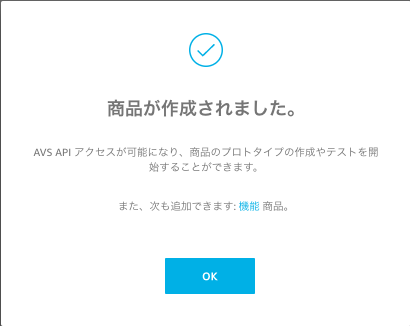 商品が作成されました。
AVS API アクセスが可能になり、商品のプロトタイプの作成やテストを開
始することができます。
また、次も追加できます: 機能 商品。
OK